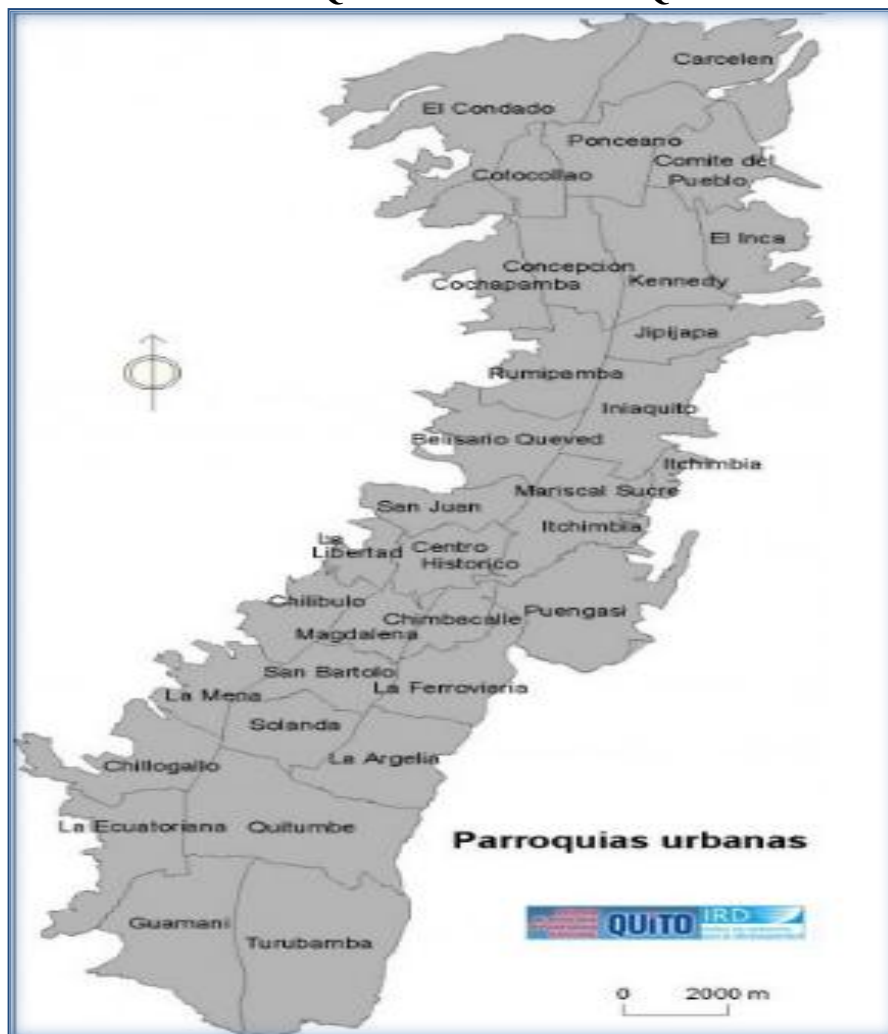 Carcelen
El Condado
Ponceano
Comite del
Pueblo
Cotocollao
El Inca
Concepción
Cochapamba
Kennedy
Jipijapa
Rumipamba
Iniaquito
Belisario Queved
Itchimbia
Mariscal Sucre
San Juan
Itchimbia
La
Libertad
Centro
Historico
Chilibulo
Puengasi
Chimbacalle
Magdalena
San Bartolo
La Ferroviaria
La Mena
Solanda
La Argelia
Chillogallo
La Ecuatoriana
Quitumbe
Parroquias urbanas
Guamani
QUiTO
IRD
Turubamba
0 2000 m